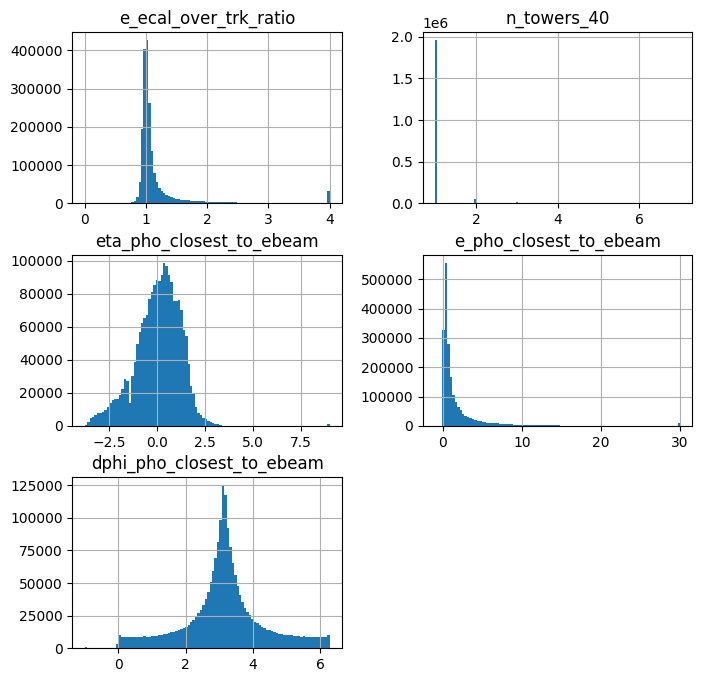 e_ecal_over_trk_ratio
400000
300000
200000
100000
0
0 1 2 3 4
n_towers_40
1e6
2.0
1.5
1.0
0.5
0.0
2 4 6
eta_pho_closest_to_ebeam
100000
80000
60000
40000
20000
0
−2.5 0.0 2.5 5.0 7.5
e_pho_closest_to_ebeam
500000
400000
300000
200000
100000
0
0 10 20 30
dphi_pho_closest_to_ebeam
125000
100000
75000
50000
25000
0
0 2 4 6